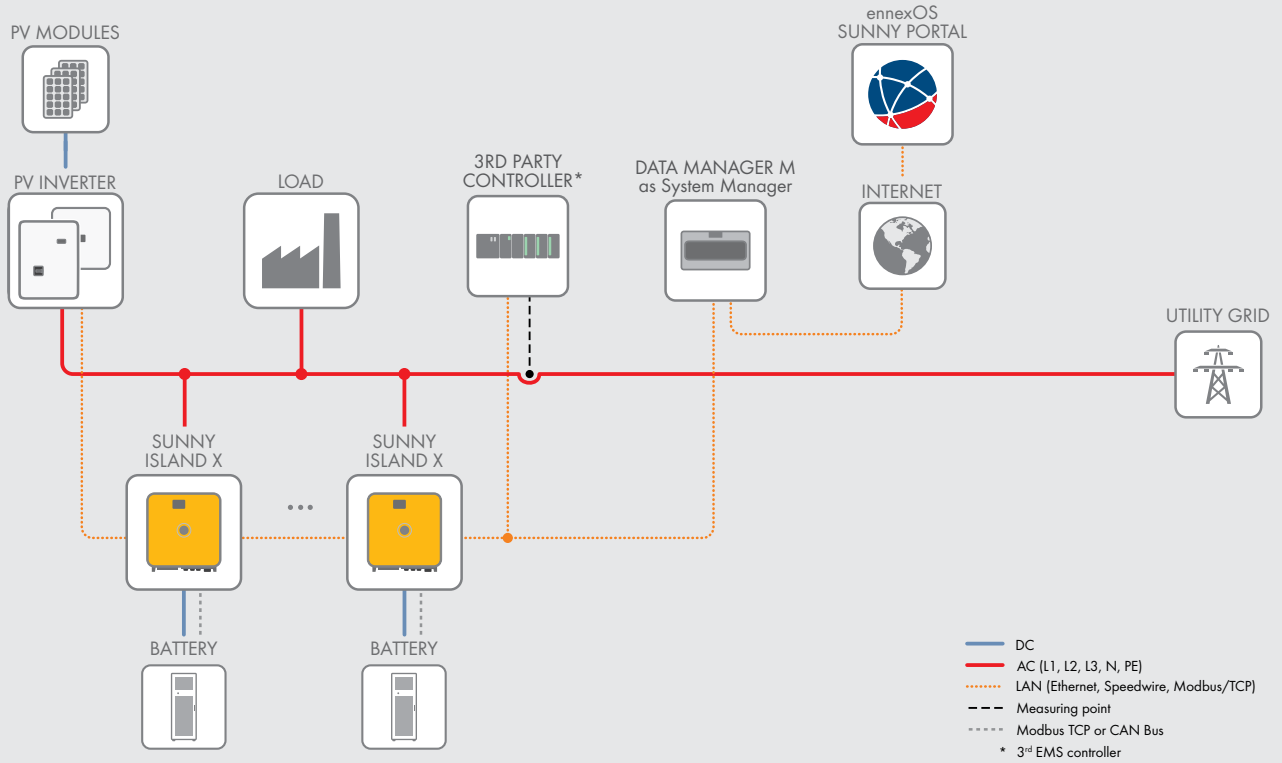 PV MODULES
ennexOS
SUNNY PORTAL
PV INVERTER
LOAD
3RD PARTY
CONTROLLER*
DATA MANAGER M
as System Manager
INTERNET
UTILITY GRID
SUNNY
ISLAND X
...
SUNNY
ISLAND X
BATTERY
BATTERY
DC
AC (L1, L2, L3, N, PE)
LAN (Ethernet, Speedwire, Modbus/TCP)
Measuring point
Modbus TCP or CAN Bus
* 3rd EMS controller